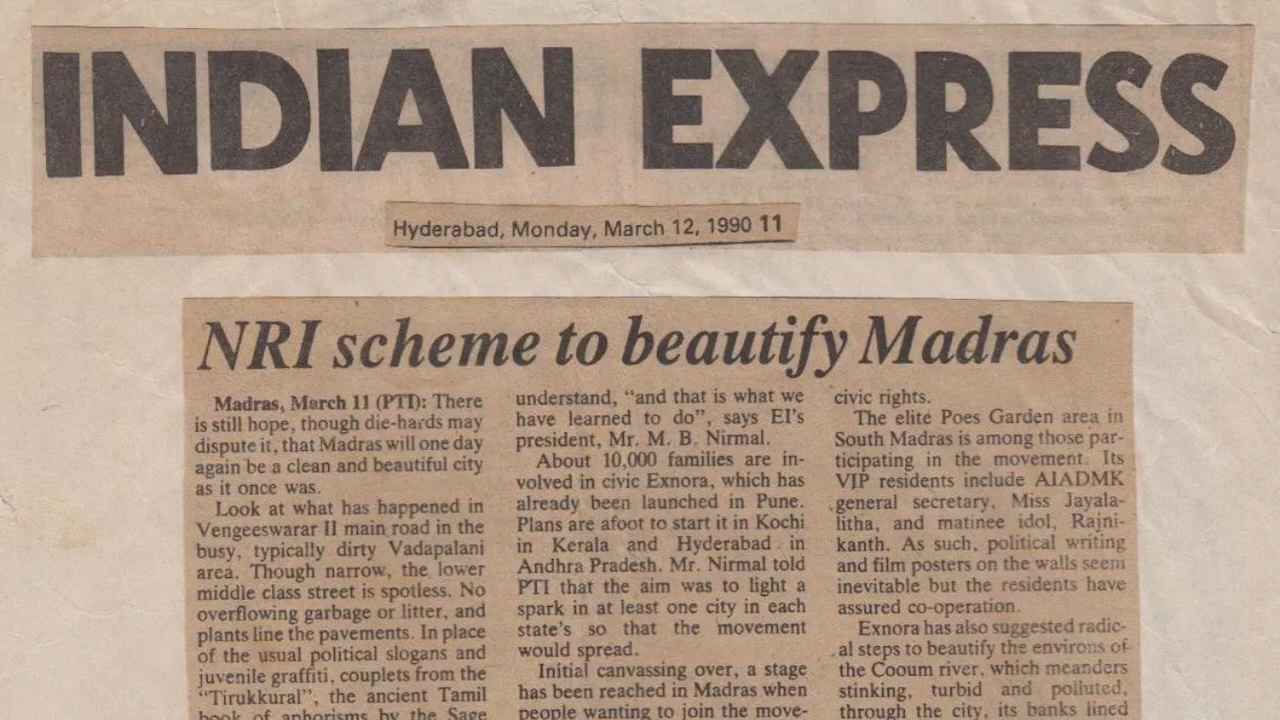 INDIAN EXPRESS
Hyderabad, Monday, March 12, 1990 11
NRI scheme to beautify Madras
Madras, March 11 (PTI): There
is still hope, though die-hards may
dispute it, that Madras will one day
again be a clean and beautiful city
as it once was.
Look at what has happened in
Vengeeswarar II main road in the
busy, typically dirty Vadapalani
area. Though narrow, the lower
middle class street is spotless. No
overflowing garbage or litter, and
plants line the pavements. In place
of the usual political slogans and
juvenile graffiti, couplets from the
"Tirukkural", the ancient Tamil
book of aphorisms by the Sage
understand, "and that is what we
have learned to do", says EI's
president, Mr. M. B. Nirmal.
About 10,000 families are in-
volved in civic Exnora, which has
already been launched in Pune.
Plans are afoot to start it in Kochi
in Kerala and Hyderabad in
Andhra Pradesh. Mr. Nirmal told
PTI that the aim was to light a
spark in at least one city in each
state's so that the movement
would spread.
Initial canvassing over, a stage
has been reached in Madras when
people wanting to join the move-
civic rights.
The elite Poes Garden area in
South Madras is among those par-
ticipating in the movement. Its
VIP residents include AIADMK
general secretary, Miss Jayala-
litha, and matinee idol, Rajni-
kanth. As such, political writing
and film posters on the walls seem
inevitable but the residents have
assured co-operation.
Exnora has also suggested radic-
al steps to beautify the environs of
the Cooum river, which meanders
stinking, turbid and polluted,
through the city, its banks lined